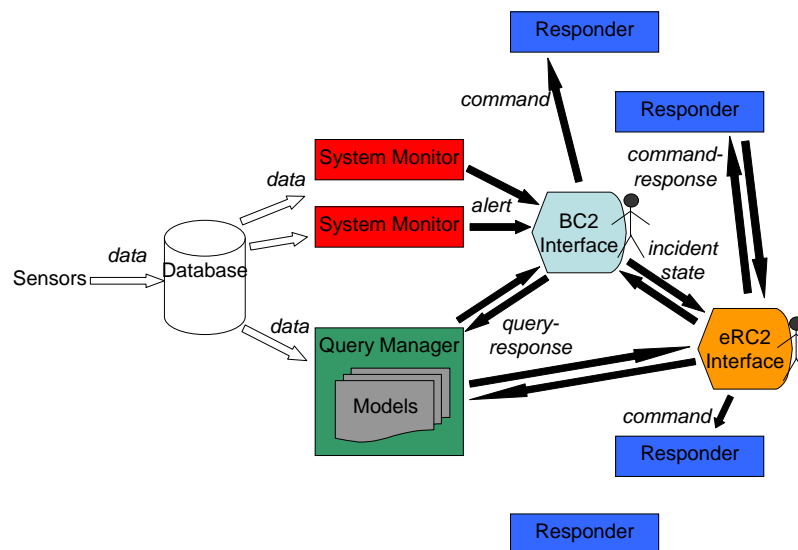 Responder
command
Responder
System Monitor
command-
response
data
alert
System Monitor
BC2
Interface
data
Sensors
Database
incident
state
data
query-
response
Query Manager
eRC2
Interface
Models
command
Responder
Responder